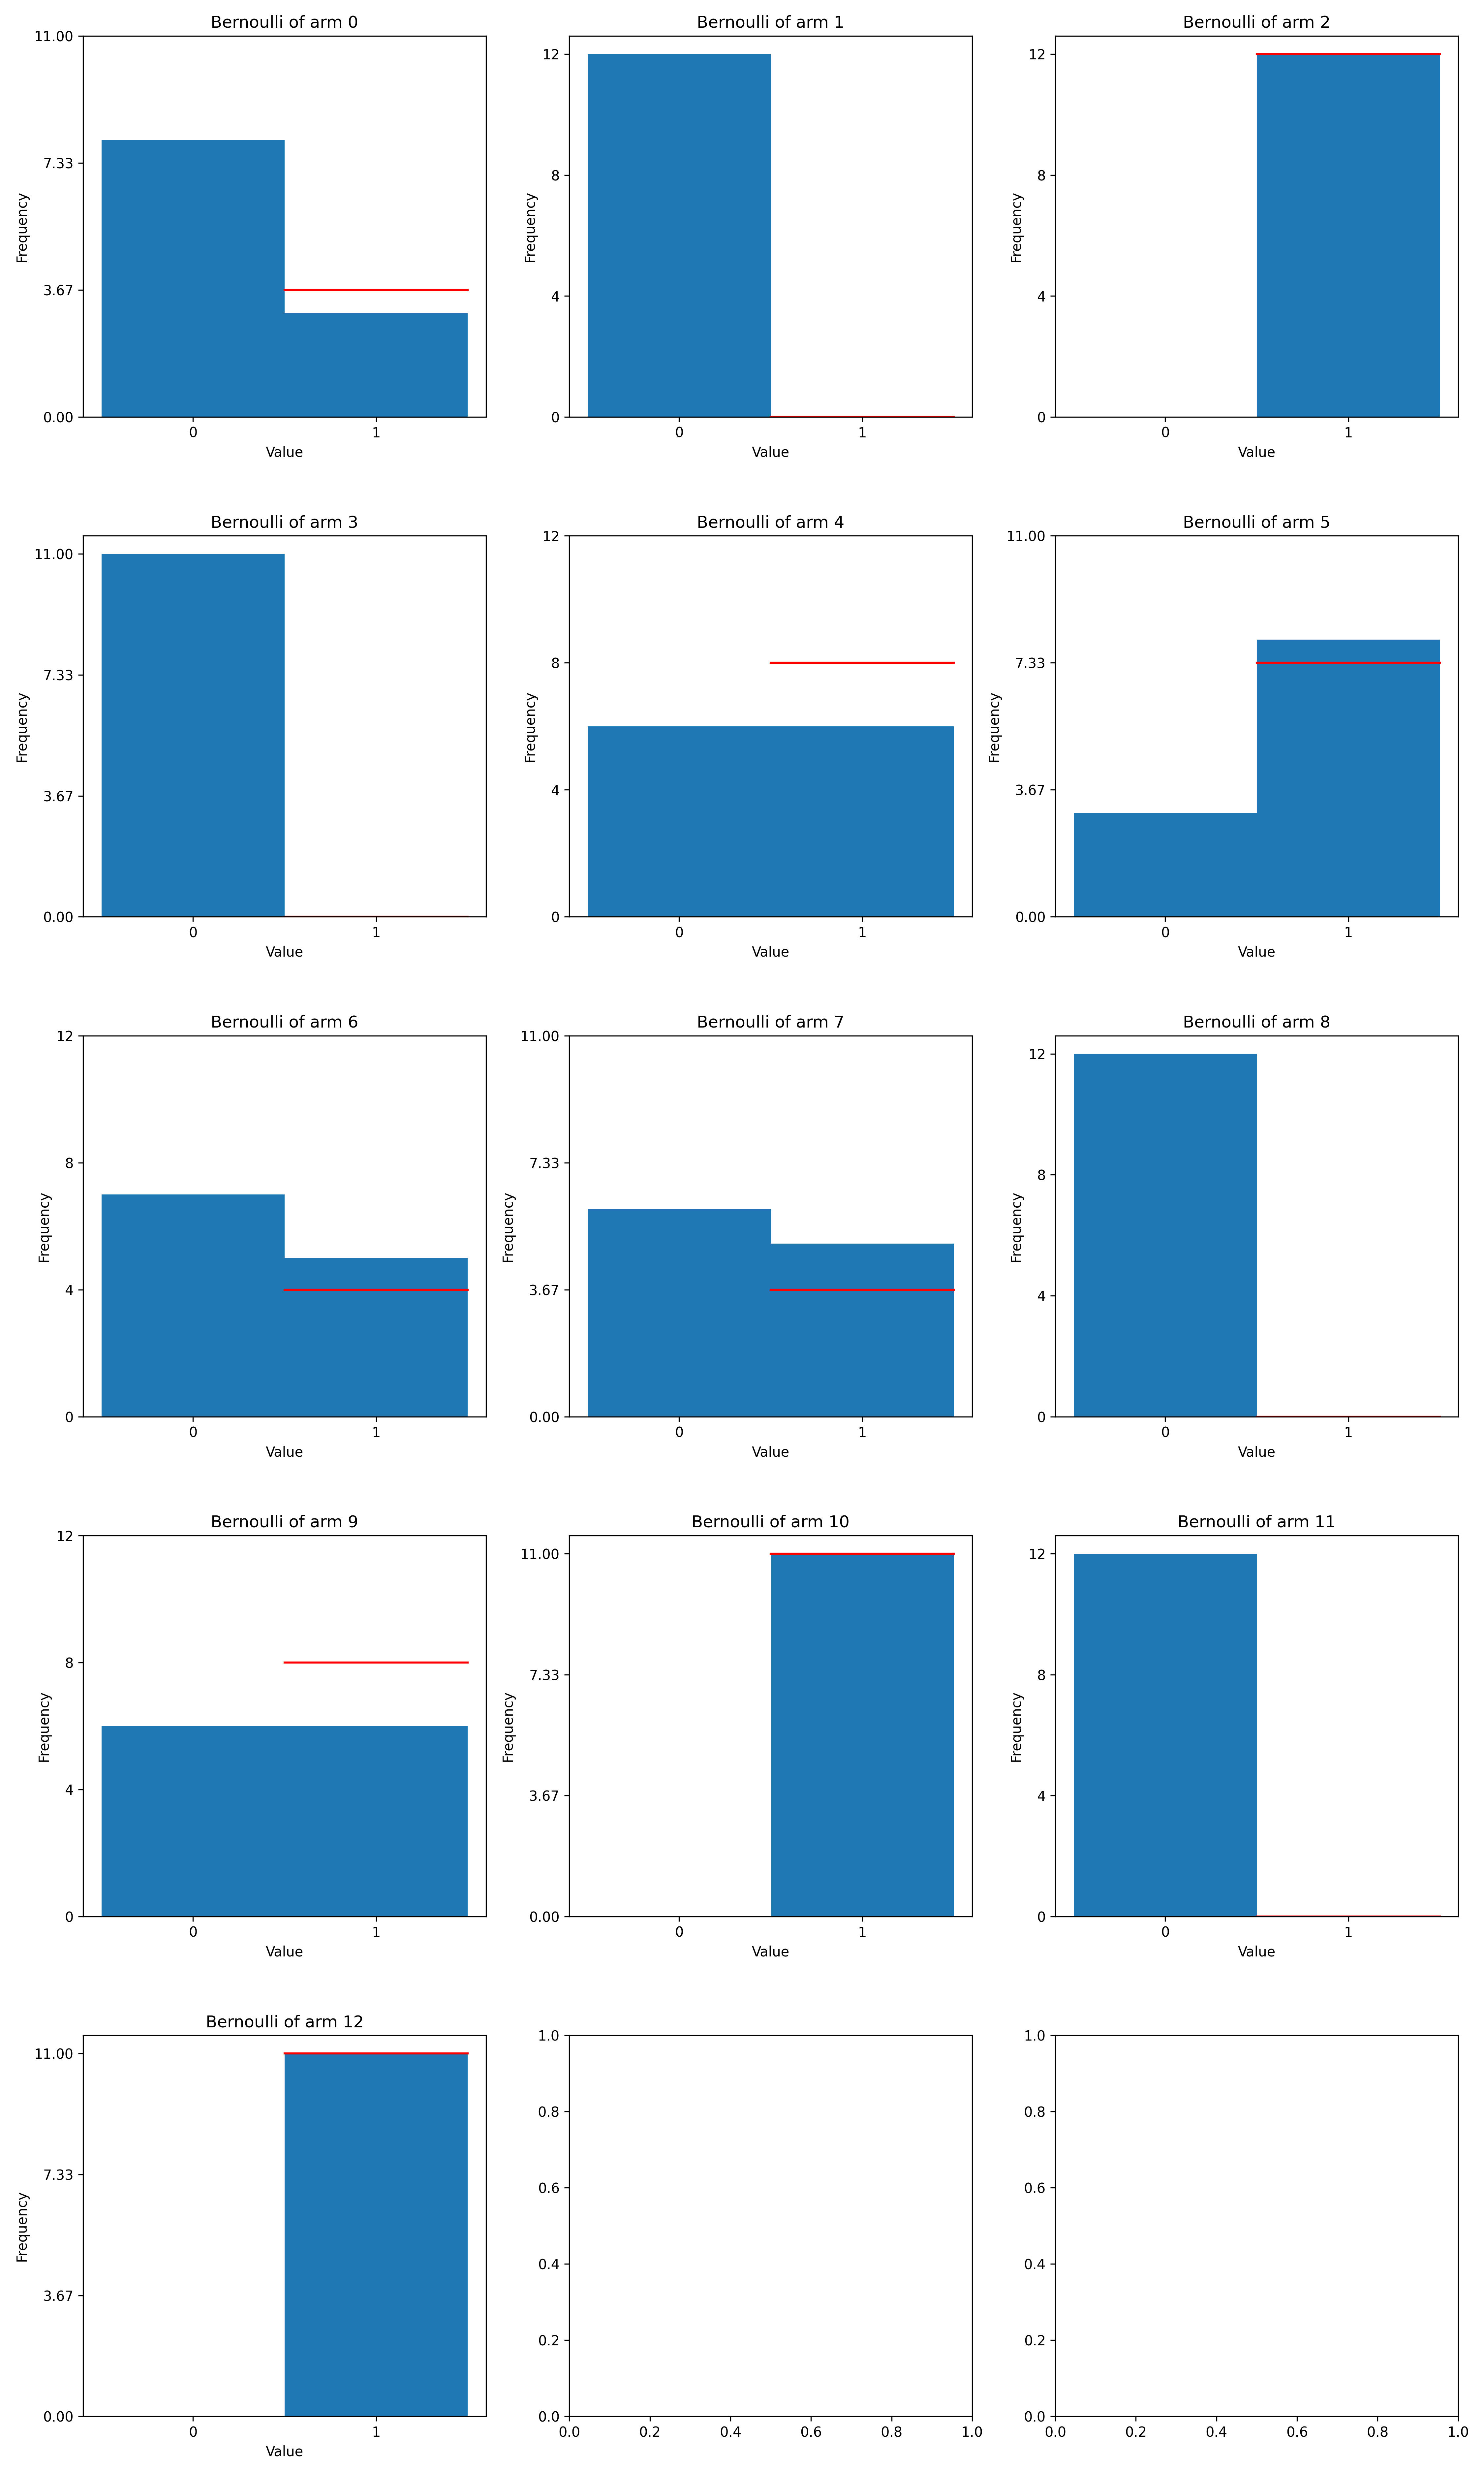 Bernoulli of arm 0
11.00
7.33
3.67
0.00
Frequency
0 1
Value
Bernoulli of arm 1
12
8
4
0
Frequency
0 1
Value
Bernoulli of arm 2
12
8
4
0
Frequency
0 1
Value
Bernoulli of arm 3
11.00
7.33
3.67
0.00
Frequency
0 1
Value
Bernoulli of arm 4
12
8
4
0
Frequency
0 1
Value
Bernoulli of arm 5
11.00
7.33
3.67
0.00
Frequency
0 1
Value
Bernoulli of arm 6
12
8
4
0
Frequency
0 1
Value
Bernoulli of arm 7
11.00
7.33
3.67
0.00
Frequency
0 1
Value
Bernoulli of arm 8
12
8
4
0
Frequency
0 1
Value
Bernoulli of arm 9
12
8
4
0
Frequency
0 1
Value
Bernoulli of arm 10
11.00
7.33
3.67
0.00
Frequency
0 1
Value
Bernoulli of arm 11
12
8
4
0
Frequency
0 1
Value
Bernoulli of arm 12
11.00
7.33
3.67
0.00
Frequency
0 1
Value
1.0
0.8
0.6
0.4
0.2
0.0
0.0 0.2 0.4 0.6 0.8 1.0
1.0
0.8
0.6
0.4
0.2
0.0
0.0 0.2 0.4 0.6 0.8 1.0